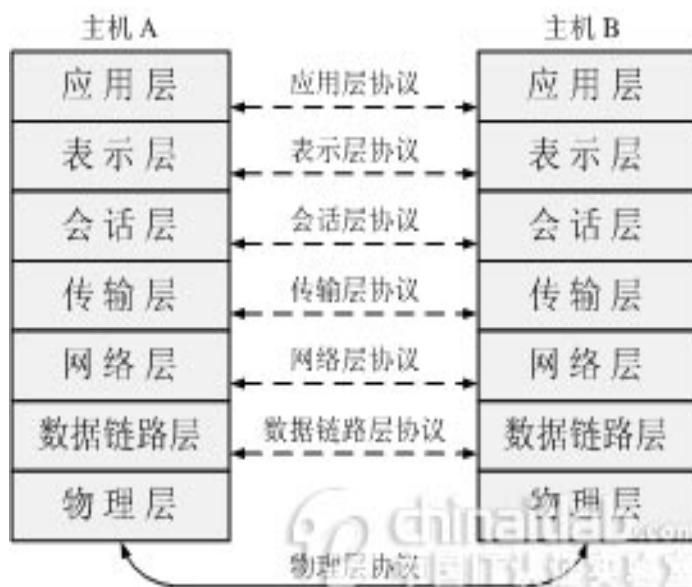 主机 A 主机 B
应用层 应用层协议 应用层
表示层 表示层协议 表示层
会话层 会话层协议 会话层
传输层 传输层协议 传输层
网络层 网络层协议 网络层
数据链路层 数据链路层协议 数据链路层
物理层 物理层
物理层协议